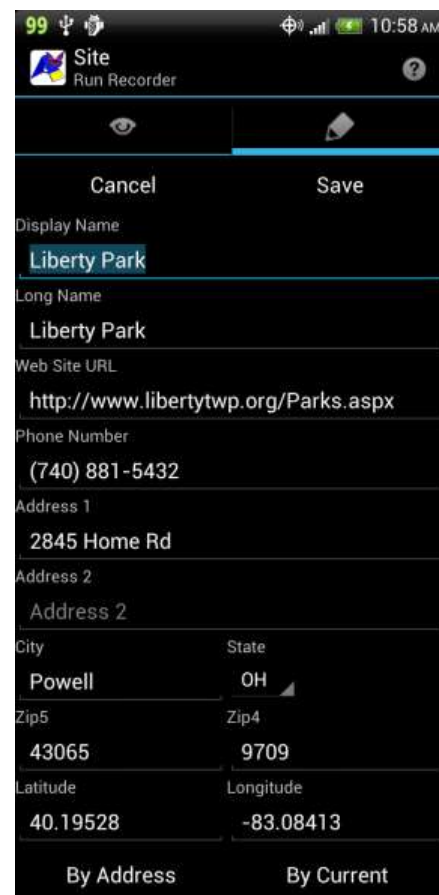 99 10:58 AM
Site
Run Recorder
Cancel Save
Display Name
Liberty Park
Long Name
Liberty Park
Web Site URL
http://www.libertytwp.org/Parks.aspx
Phone Number
(740) 881-5432
Address 1
2845 Home Rd
Address 2
Address 2
City State
Powell OH
Zip5 Zip4
43065 9709
Latitude Longitude
40.19528 -83.08413
By Address By Current